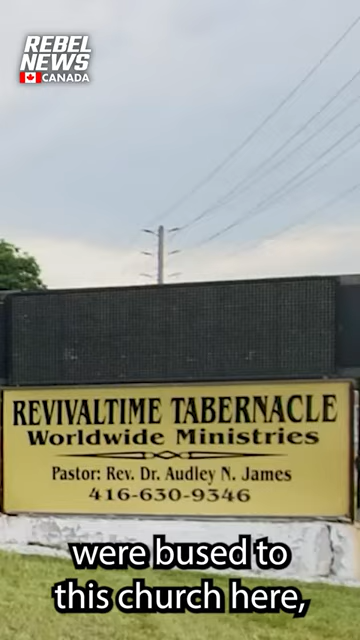 REBEL
NEWS
CANADA
REVIVALTIME TABERNACLE
Worldwide Ministries
Pastor: Rev. Dr. Audley N. James
416-630-9346
were bused to
this church here,